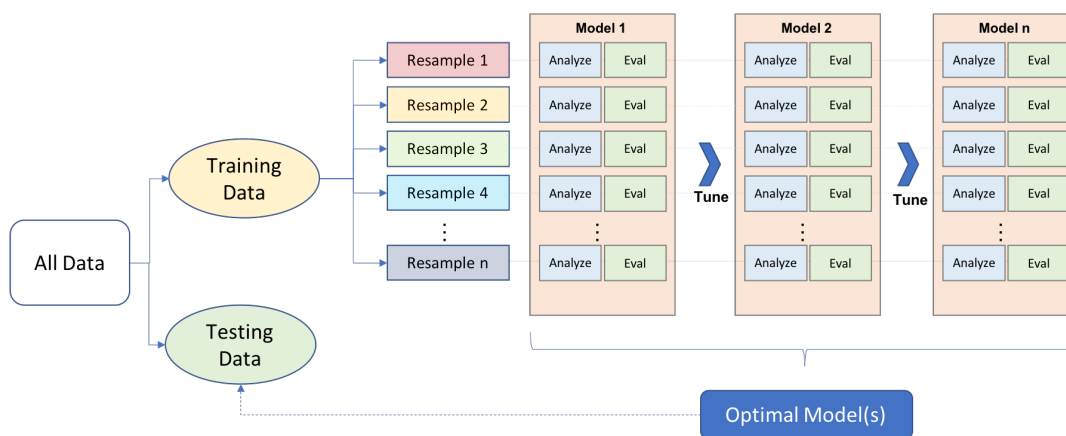 All Data
Training
Data
Testing
Data
Resample 1
Resample 2
Resample 3
Resample 4
Resample n
Model 1
Analyze Eval
Analyze Eval
Analyze Eval
Analyze Eval
Analyze Eval
Tune
Model 2
Analyze Eval
Analyze Eval
Analyze Eval
Analyze Eval
Analyze Eval
Tune
Model n
Analyze Eval
Analyze Eval
Analyze Eval
Analyze Eval
Analyze Eval
Optimal Model(s)